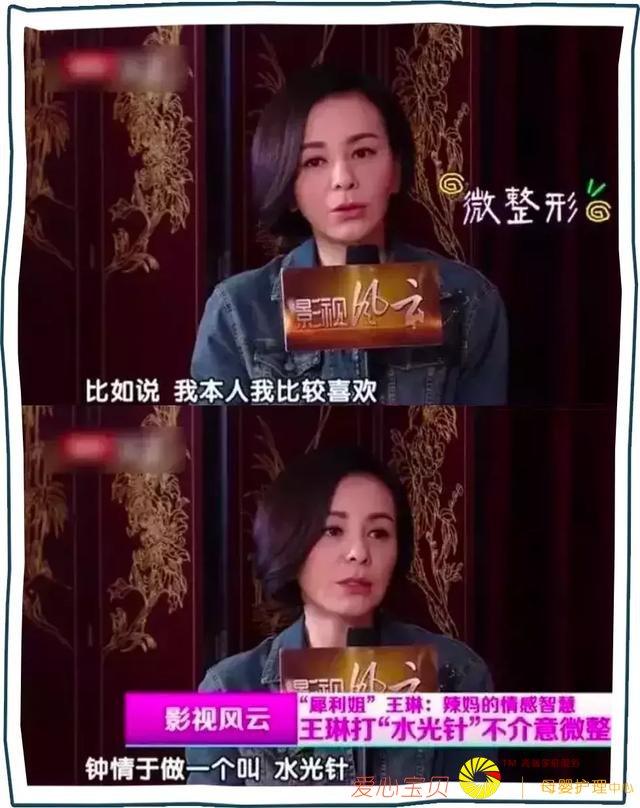 微整形
影视风云
比如说 我本人我比较喜欢
影视风云
"犀利姐"王琳：辣妈的情感智慧
影视风云
王琳打"水光针"不介意微整
钟情于做一个叫 水光针
爱心宝贝
TM
母婴护理中心